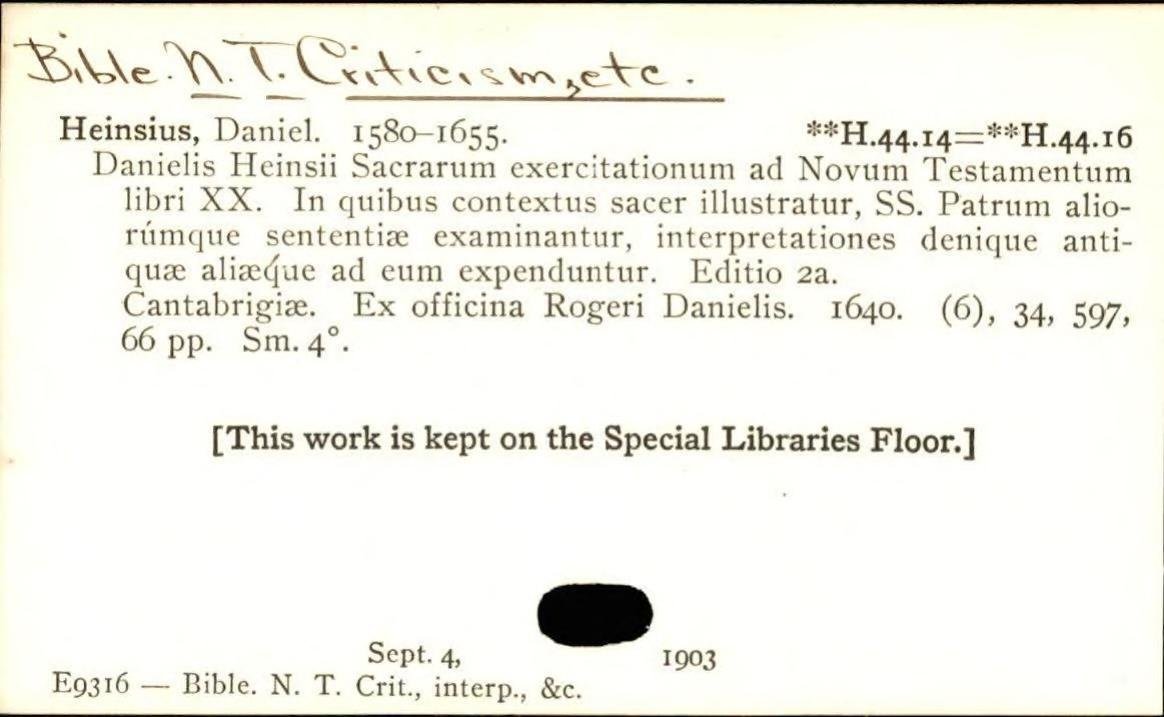 Bible. N. T. Criticism, etc.
Heinsius, Daniel. 1580–1655. **H.44.14=**H.44.16
Danielis Heinsii Sacrarum exercitationum ad Novum Testamentum
libri XX. In quibus contextus sacer illustratur, SS. Patrum alio-
rúmque sententiæ examinantur, interpretationes denique anti-
quæ aliæq́ue ad eum expenduntur. Editio 2a.
Cantabrigiæ. Ex officina Rogeri Danielis. 1640. (6), 34, 597,
66 pp. Sm. 4°.
[This work is kept on the Special Libraries Floor.]
Sept. 4, 1903
E9316 — Bible. N. T. Crit., interp., &c.